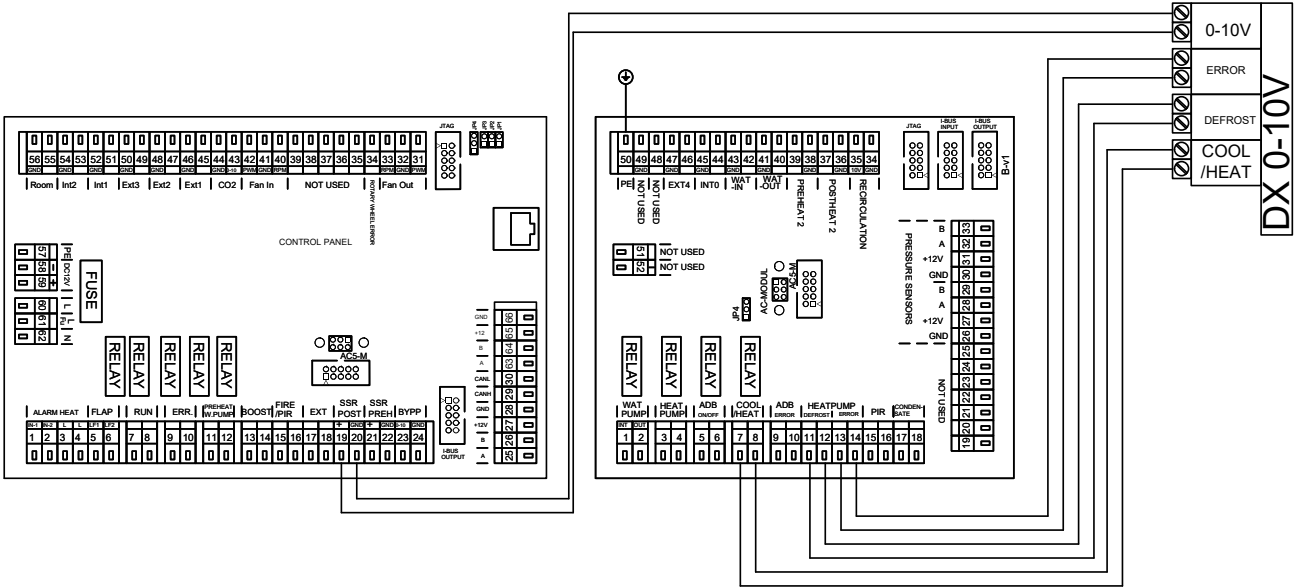 0-10V
ERROR
DEFROST
COOL
/HEAT
DX 0-10V
56 55 54 53 52 51 50 49 48 47 46 45 44 43 42 41 40 39 38 37 36 35 34 33 32 31
GND GND GND GND GND GND GND 0-10 PWM GND RPM RPM GND PWM
Room Int2 Int1 Ext3 Ext2 Ext1 CO2 Fan In NOT USED ROTARY WHEEL ERROR Fan Out
JTAG
JP4 JP3 JP2 JP1
CONTROL PANEL
57 58 59
PE DC12V - +
60 61 62
L L Fu N
FUSE
RELAY RELAY RELAY RELAY RELAY
AC5-M
GND 66
+12 65
B 64
A 63
CANL 30
CANH 29
GND 28
+12V 27
B 26
A 25
I-BUS
OUTPUT
ALARM HEAT FLAP RUN ERR. PREHEAT
W.PUMP BOOST FIRE
/PIR EXT SSR
POST SSR
PREH BYPP
IN-1 IN-2 L L LF1 LF2 + GND + GND 0-10 GND
1 2 3 4 5 6 7 8 9 10 11 12 13 14 15 16 17 18 19 20 21 22 23 24
50 49 48 47 46 45 44 43 42 41 40 39 38 37 36 35 34
GND GND GND GND GND GND GND 10V GND
PE NOT USED NOT USED EXT4 INT0 WAT
-IN WAT
-OUT PREHEAT 2 POSTHEAT 2 RECIRCULATION
JTAG
I-BUS
INPUT
I-BUS
OUTPUT
B-v1
51 NOT USED
52 NOT USED
AC-MODUL
AC5-M
JP4
B 33
A 32
+12V 31
GND 30
B 29
A 28
+12V 27
GND 26
25
24
23
22
21
20
19
PRESSURE SENSORS
NOT USED
RELAY RELAY RELAY RELAY
WAT
PUMP HEAT
PUMP ADB
ON/OFF COOL
/HEAT ADB
ERROR HEATPUMP
DEFROST ERROR PIR CONDEN-
GATE
INT OUT
1 2 3 4 5 6 7 8 9 10 11 12 13 14 15 16 17 18